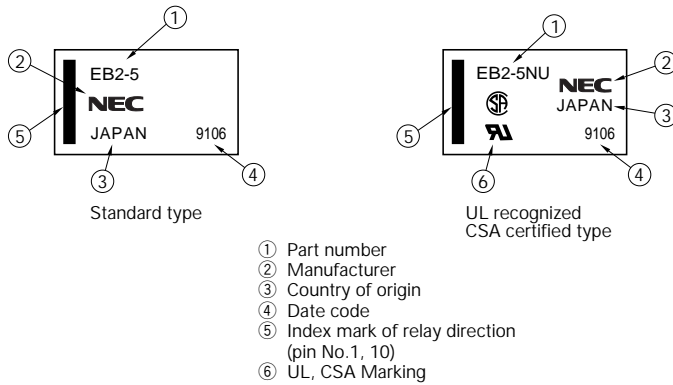 ①
EB2-5
②
NEC
⑤
JAPAN 9106
③
④
Standard type
①
EB2-5NU
②
NEC
JAPAN
③
⑤
9106
⑥
④
UL recognized
CSA certified type
① Part number
② Manufacturer
③ Country of origin
④ Date code
⑤ Index mark of relay direction
(pin No.1, 10)
⑥ UL, CSA Marking